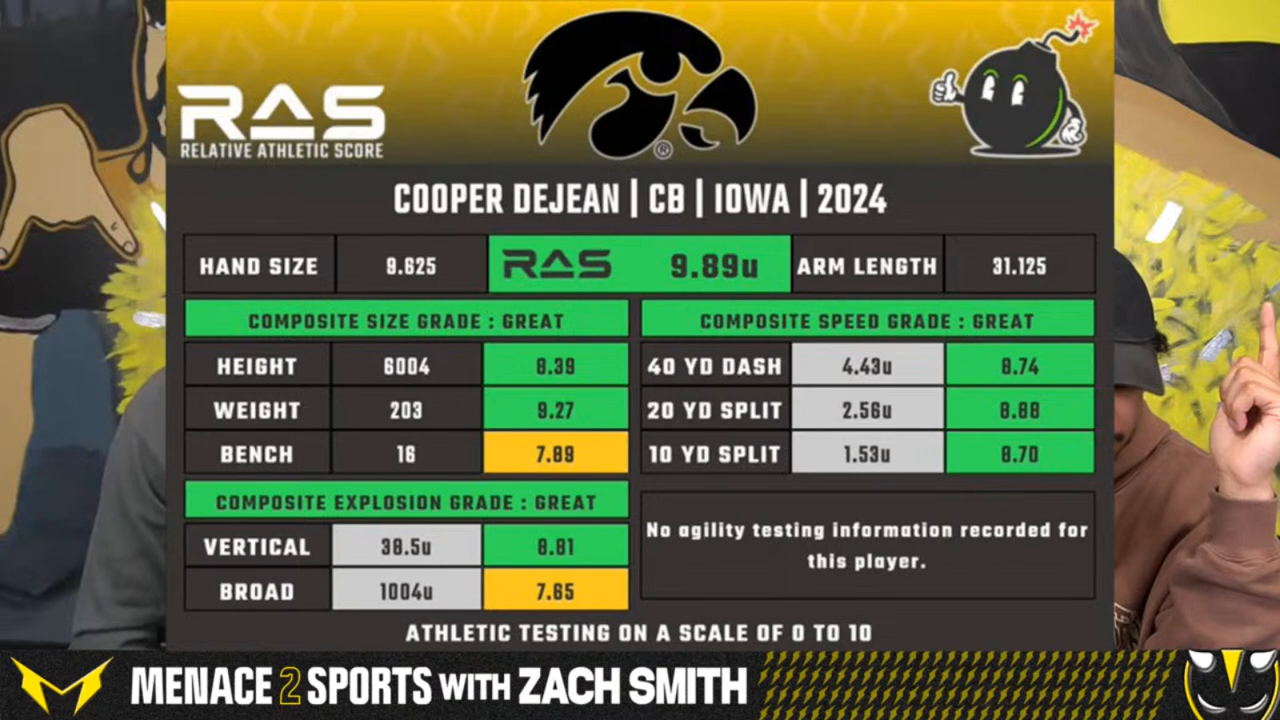 RAS
RELATIVE ATHLETIC SCORE
®
COOPER DEJEAN | CB | IOWA | 2024
HAND SIZE 9.625 RAS 9.89u ARM LENGTH 31.125
COMPOSITE SIZE GRADE : GREAT
HEIGHT 6004 8.39
WEIGHT 203 9.27
BENCH 16 7.89
COMPOSITE EXPLOSION GRADE : GREAT
VERTICAL 38.5u 8.81
BROAD 1004u 7.65
COMPOSITE SPEED GRADE : GREAT
40 YD DASH 4.43u 8.74
20 YD SPLIT 2.56u 8.88
10 YD SPLIT 1.53u 8.70
No agility testing information recorded for
this player.
ATHLETIC TESTING ON A SCALE OF 0 TO 10
MENACE 2 SPORTS WITH ZACH SMITH